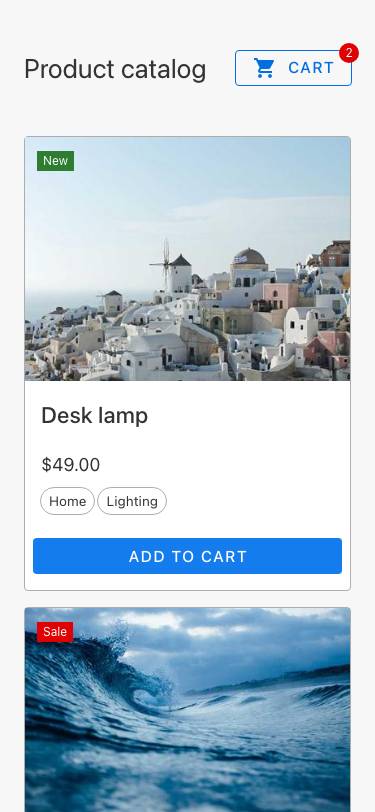 Product catalog
CART
2
New
Desk lamp
$49.00
Home
Lighting
ADD TO CART
Sale